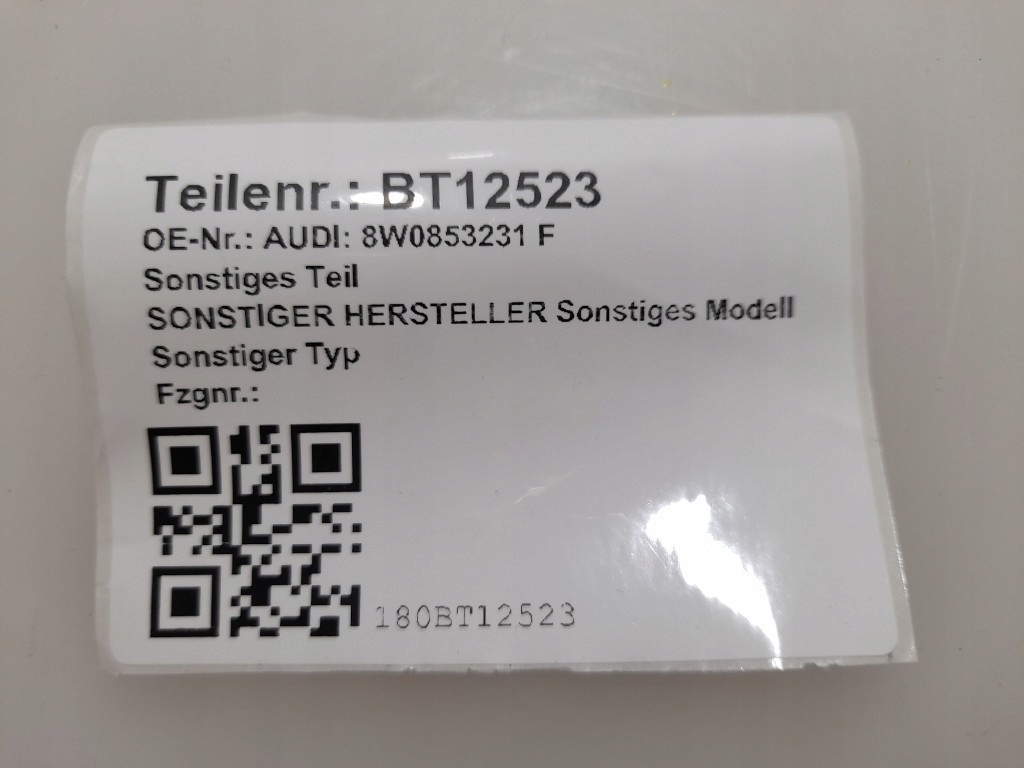 Teilenr.: BT12523
OE-Nr.: AUDI: 8W0853231 F
Sonstiges Teil
SONSTIGER HERSTELLER Sonstiges Modell
Sonstiger Typ
Fzgnr.:
180BT12523